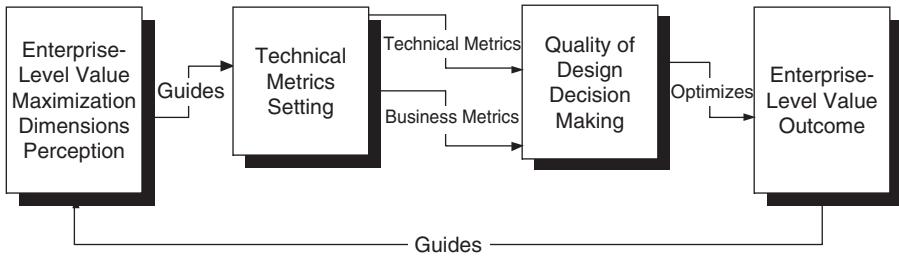 Enterprise-
Level Value
Maximization
Dimensions
Perception
Guides
Technical
Metrics
Setting
Technical Metrics
Business Metrics
Quality of
Design
Decision
Making
Optimizes
Enterprise-
Level Value
Outcome
Guides